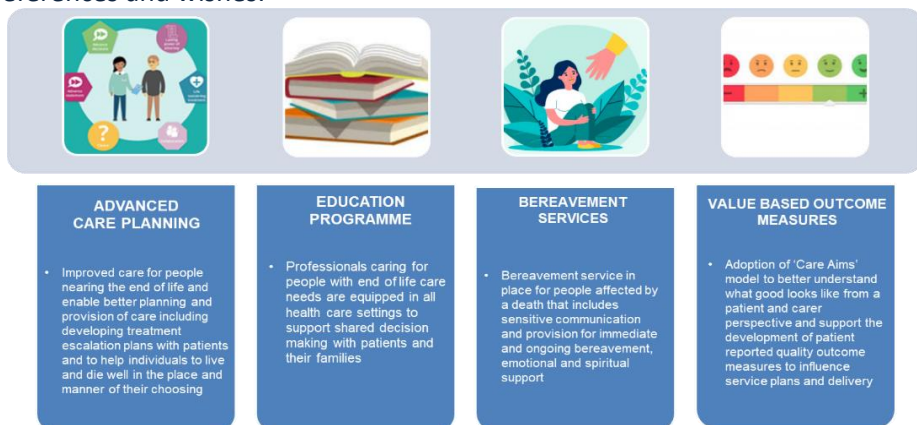 ADVANCED
CARE PLANNING
• Improved care for people
nearing the end of life and
enable better planning and
provision of care including
developing treatment
escalation plans with patients
and to help individuals to live
and die well in the place and
manner of their choosing
EDUCATION
PROGRAMME
• Professionals caring for
people with end of life care
needs are equipped in all
health care settings to
support shared decision
making with patients and
their families
BEREAVEMENT
SERVICES
• Bereavement service in
place for people affected by
a death that includes
sensitive communication
and provision for immediate
and ongoing bereavement,
emotional and spiritual
support
VALUE BASED OUTCOME
MEASURES
• Adoption of ‘Care Aims’
model to better understand
what good looks like from a
patient and carer
perspective and support the
development of patient
reported quality outcome
measures to influence
service plans and delivery